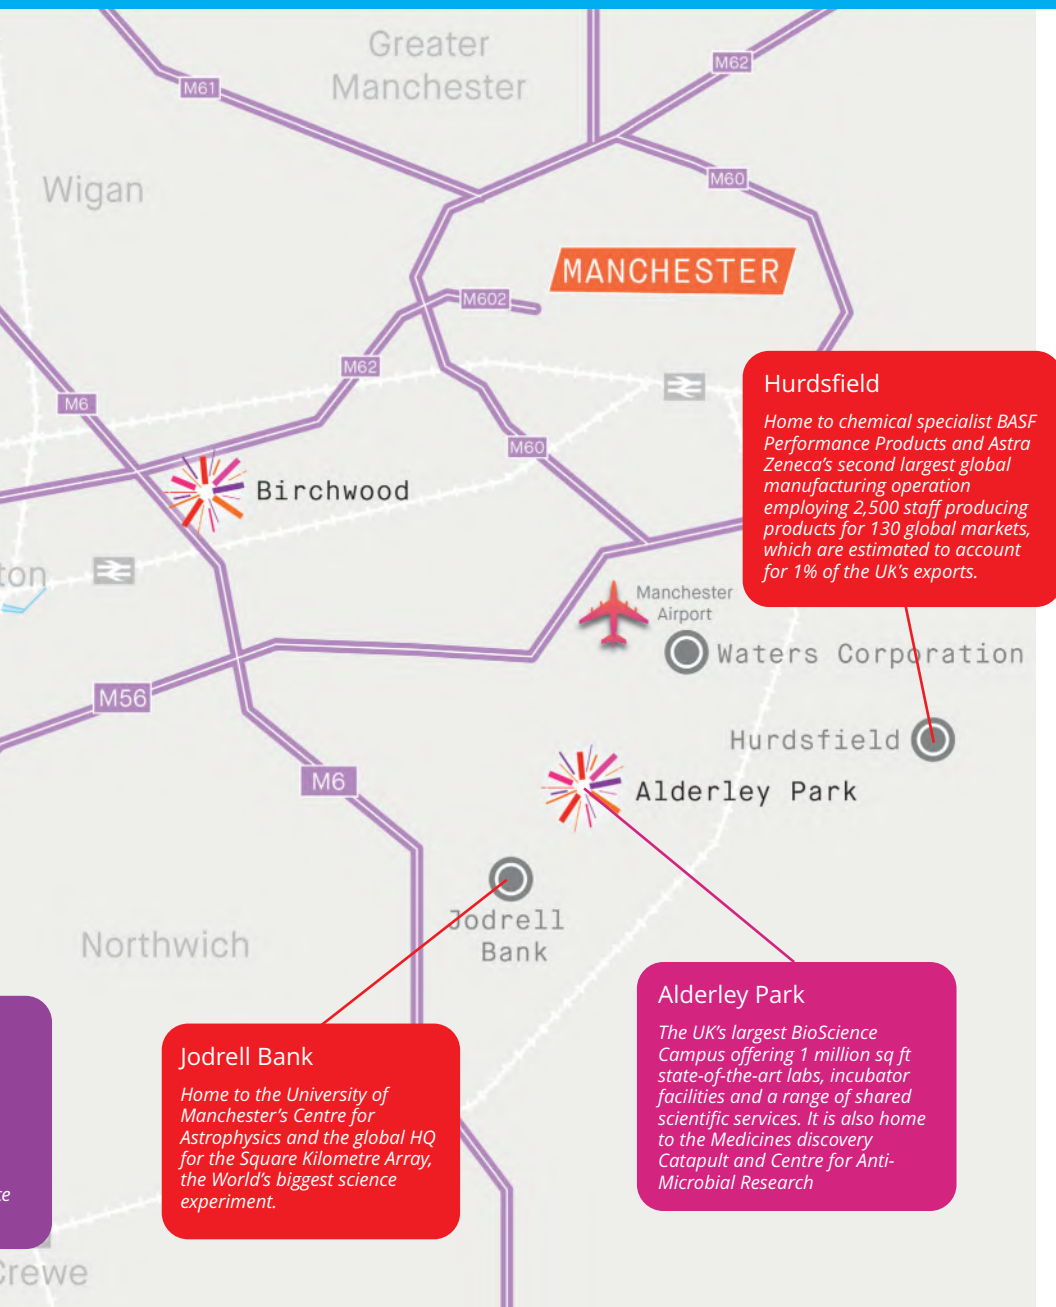 Greater
Manchester
M62
M61
M60
Wigan
MANCHESTER
M602
M62
M6
M60
Hurdsfield
Home to chemical specialist BASF
Performance Products and Astra
Zeneca’s second largest global
manufacturing operation
employing 2,500 staff producing
products for 130 global markets,
which are estimated to account
for 1% of the UK’s exports.
Birchwood
ton
Manchester
Airport
Waters Corporation
M56
Hurdsfield
M6
Alderley Park
Jodrell
Bank
Northwich
Alderley Park
The UK’s largest BioScience
Campus offering 1 million sq ft
state-of-the-art labs, incubator
facilities and a range of shared
scientific services. It is also home
to the Medicines discovery
Catapult and Centre for Anti-
Microbial Research
Jodrell Bank
Home to the University of
Manchester’s Centre for
Astrophysics and the global HQ
for the Square Kilometre Array,
the World’s biggest science
experiment.
Crewe